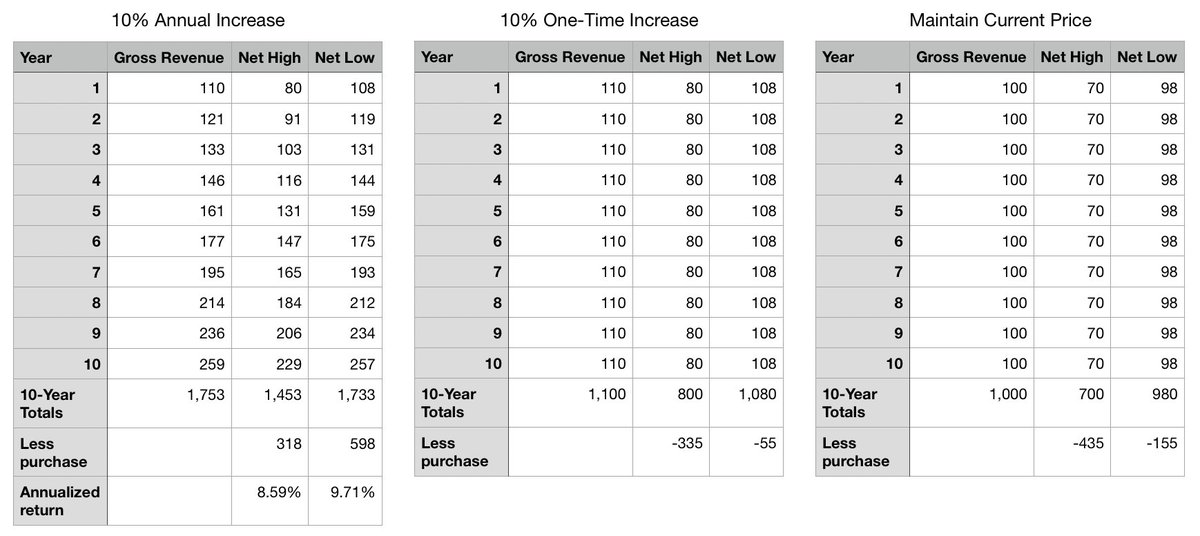 10% Annual Increase
Year Gross Revenue Net High Net Low
1 110 80 108
2 121 91 119
3 133 103 131
4 146 116 144
5 161 131 159
6 177 147 175
7 195 165 193
8 214 184 212
9 236 206 234
10 259 229 257
10-Year
Totals 1,753 1,453 1,733
Less
purchase 318 598
Annualized
return 8.59% 9.71%
10% One-Time Increase
Year Gross Revenue Net High Net Low
1 110 80 108
2 110 80 108
3 110 80 108
4 110 80 108
5 110 80 108
6 110 80 108
7 110 80 108
8 110 80 108
9 110 80 108
10 110 80 108
10-Year
Totals 1,100 800 1,080
Less
purchase -335 -55
Maintain Current Price
Year Gross Revenue Net High Net Low
1 100 70 98
2 100 70 98
3 100 70 98
4 100 70 98
5 100 70 98
6 100 70 98
7 100 70 98
8 100 70 98
9 100 70 98
10 100 70 98
10-Year
Totals 1,000 700 980
Less
purchase -435 -155